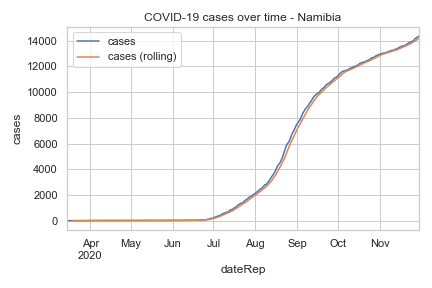 COVID-19 cases over time - Namibia
cases
cases (rolling)
14000
12000
10000
8000
6000
4000
2000
0
cases
Apr May Jun Jul Aug Sep Oct Nov
2020
dateRep